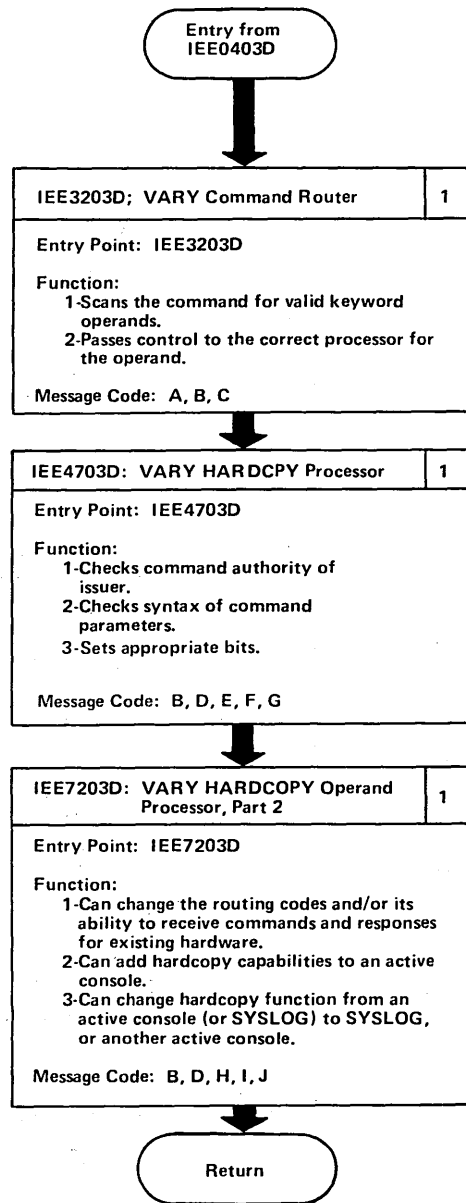 Entry from
IEE0403D
IEE3203D; VARY Command Router 1
Entry Point: IEE3203D
Function:
1-Scans the command for valid keyword
operands.
2-Passes control to the correct processor for
the operand.
Message Code: A, B, C
IEE4703D: VARY HARDCPY Processor 1
Entry Point: IEE4703D
Function:
1-Checks command authority of
issuer.
2-Checks syntax of command
parameters.
3-Sets appropriate bits.
Message Code: B, D, E, F, G
IEE7203D: VARY HARDCOPY Operand
Processor, Part 2 1
Entry Point: IEE7203D
Function:
1-Can change the routing codes and/or its
ability to receive commands and responses
for existing hardware.
2-Can add hardcopy capabilities to an active
console.
3-Can change hardcopy function from an
active console (or SYSLOG) to SYSLOG,
or another active console.
Message Code: B, D, H, I, J
Return